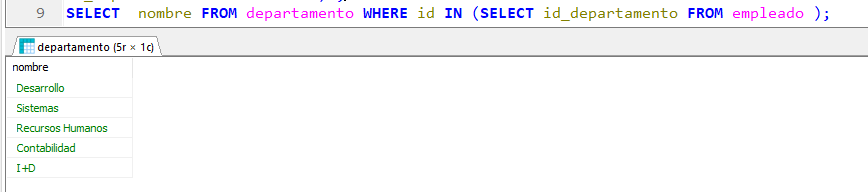 9 SELECT nombre FROM departamento WHERE id IN (SELECT id_departamento FROM empleado );
departamento (5r × 1c)
nombre
Desarrollo
Sistemas
Recursos Humanos
Contabilidad
I+D